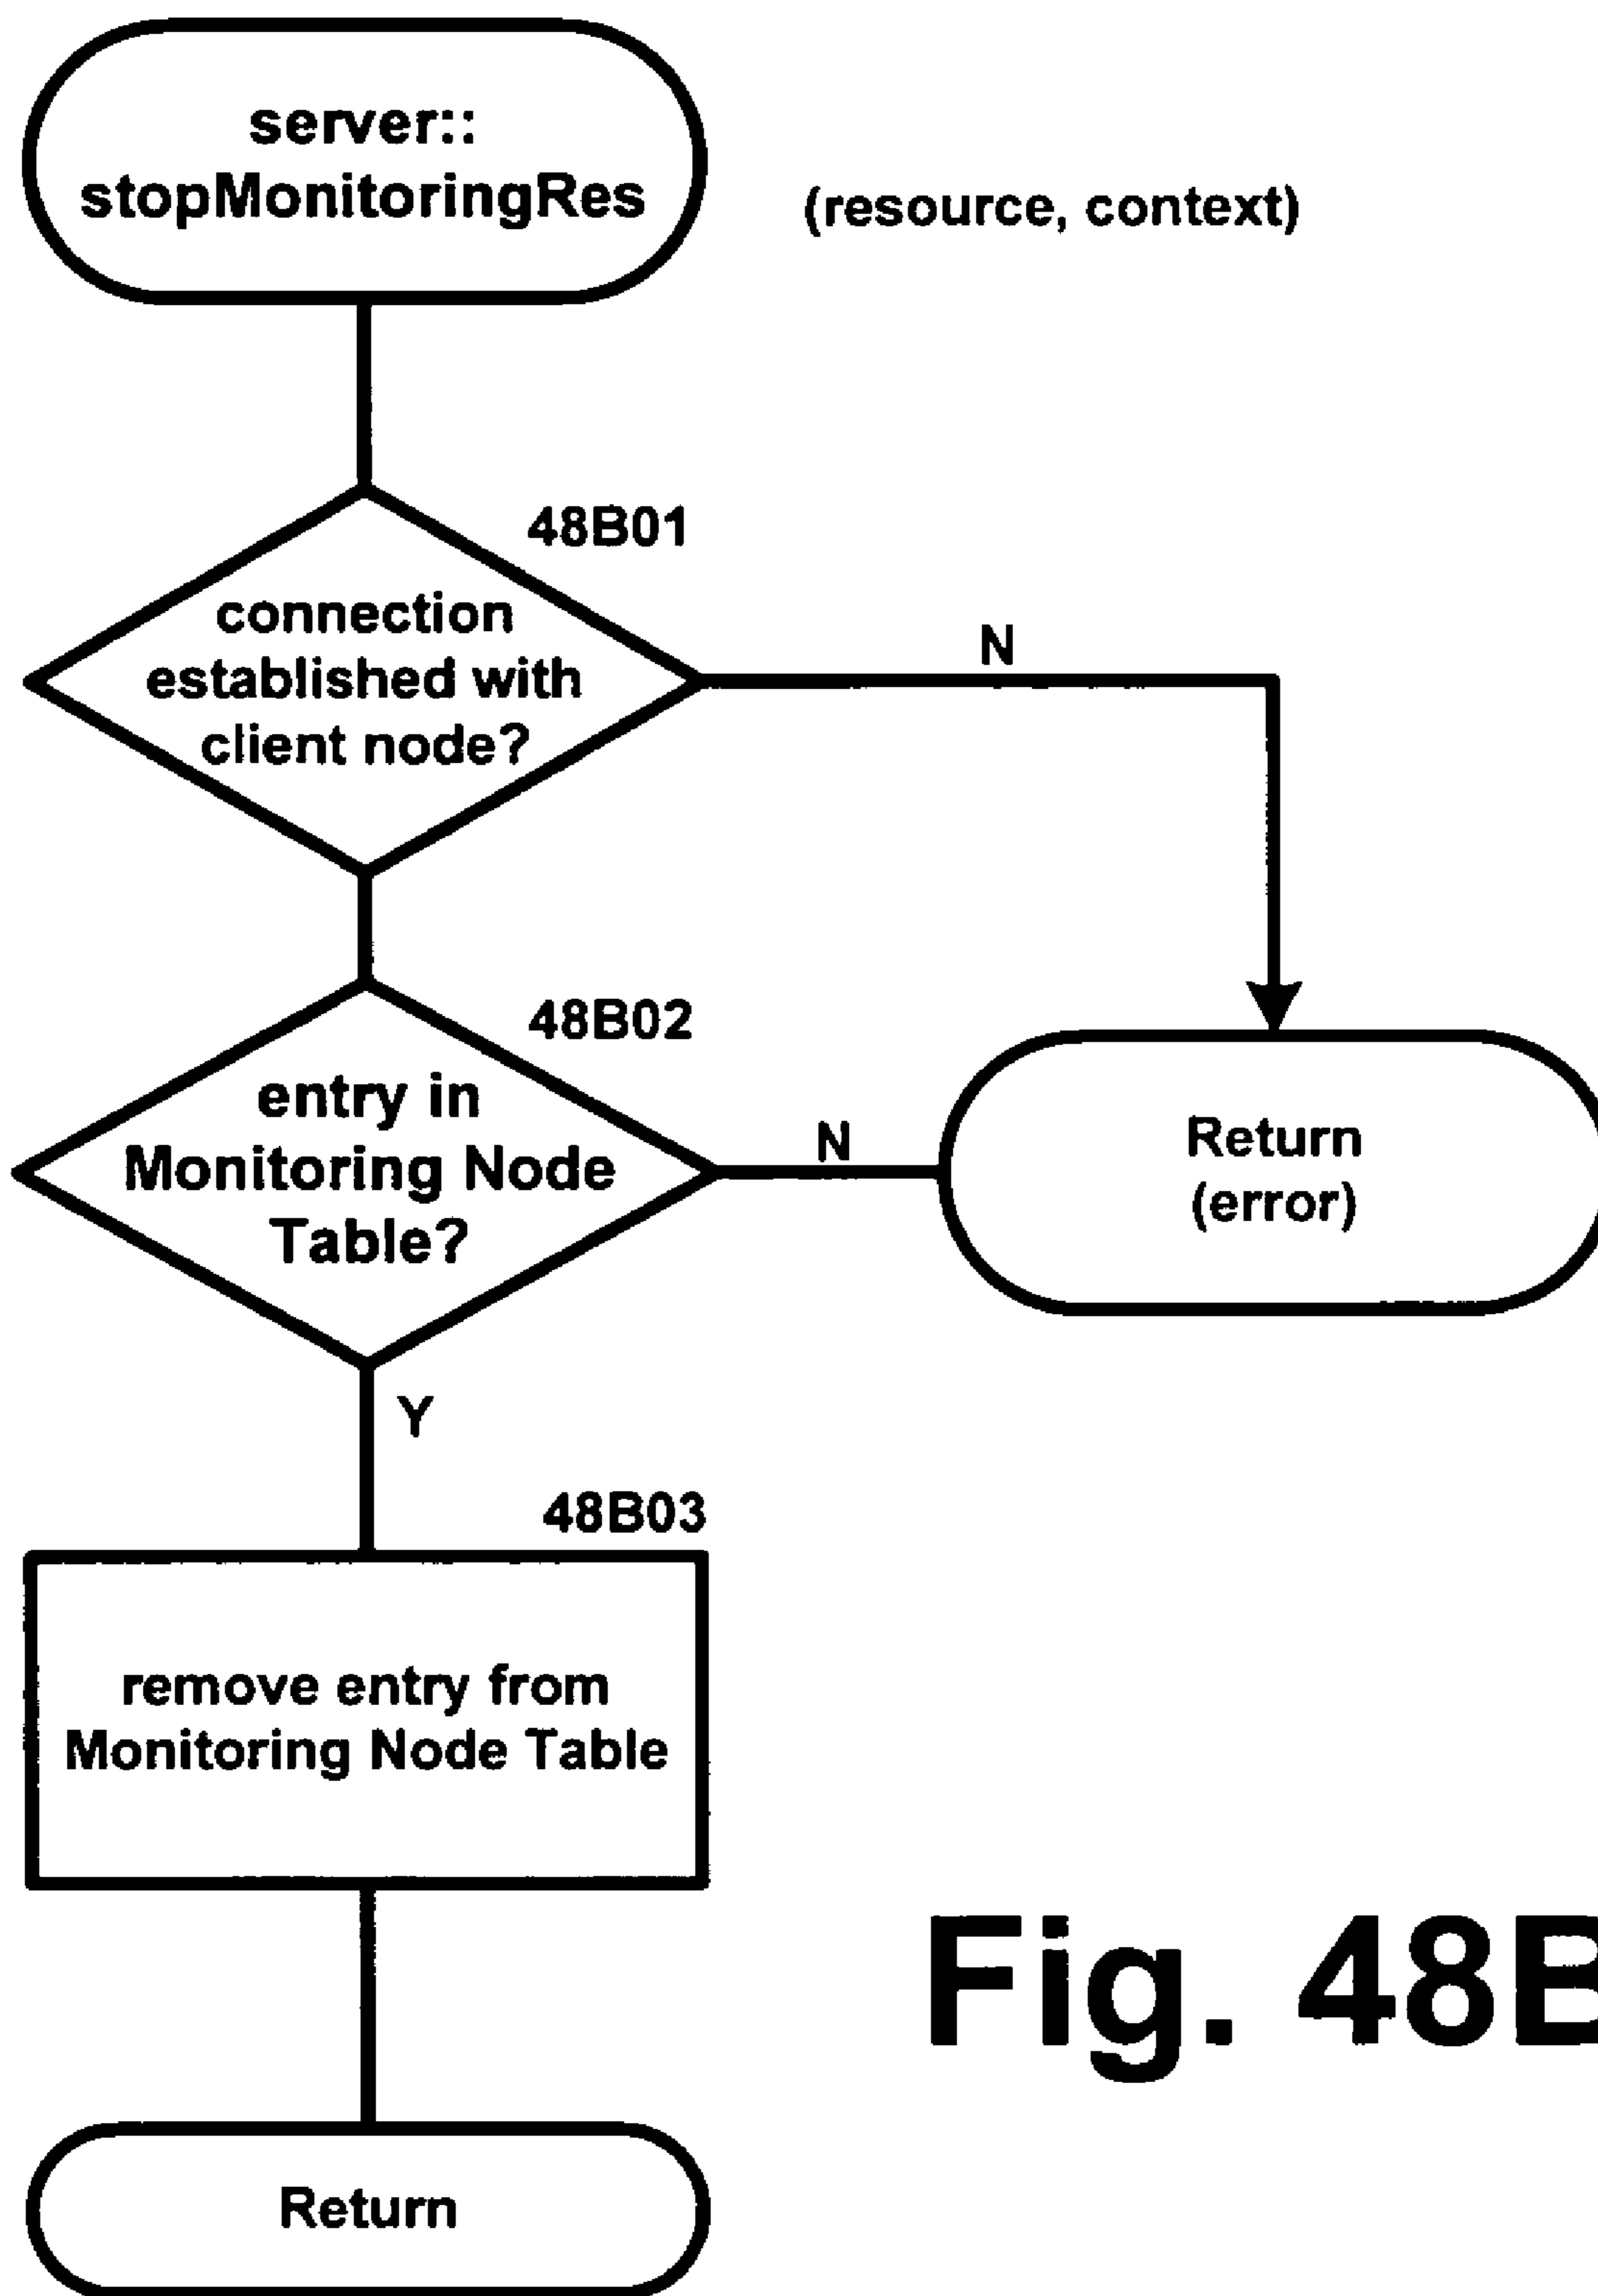 server::
stopMonitoringRes
(resource, context)
48B01
connection
established with
client node?
N
48B02
entry in
Monitoring Node
Table?
N
Return
(error)
Y
48B03
remove entry from
Monitoring Node Table
Fig. 48B
Return